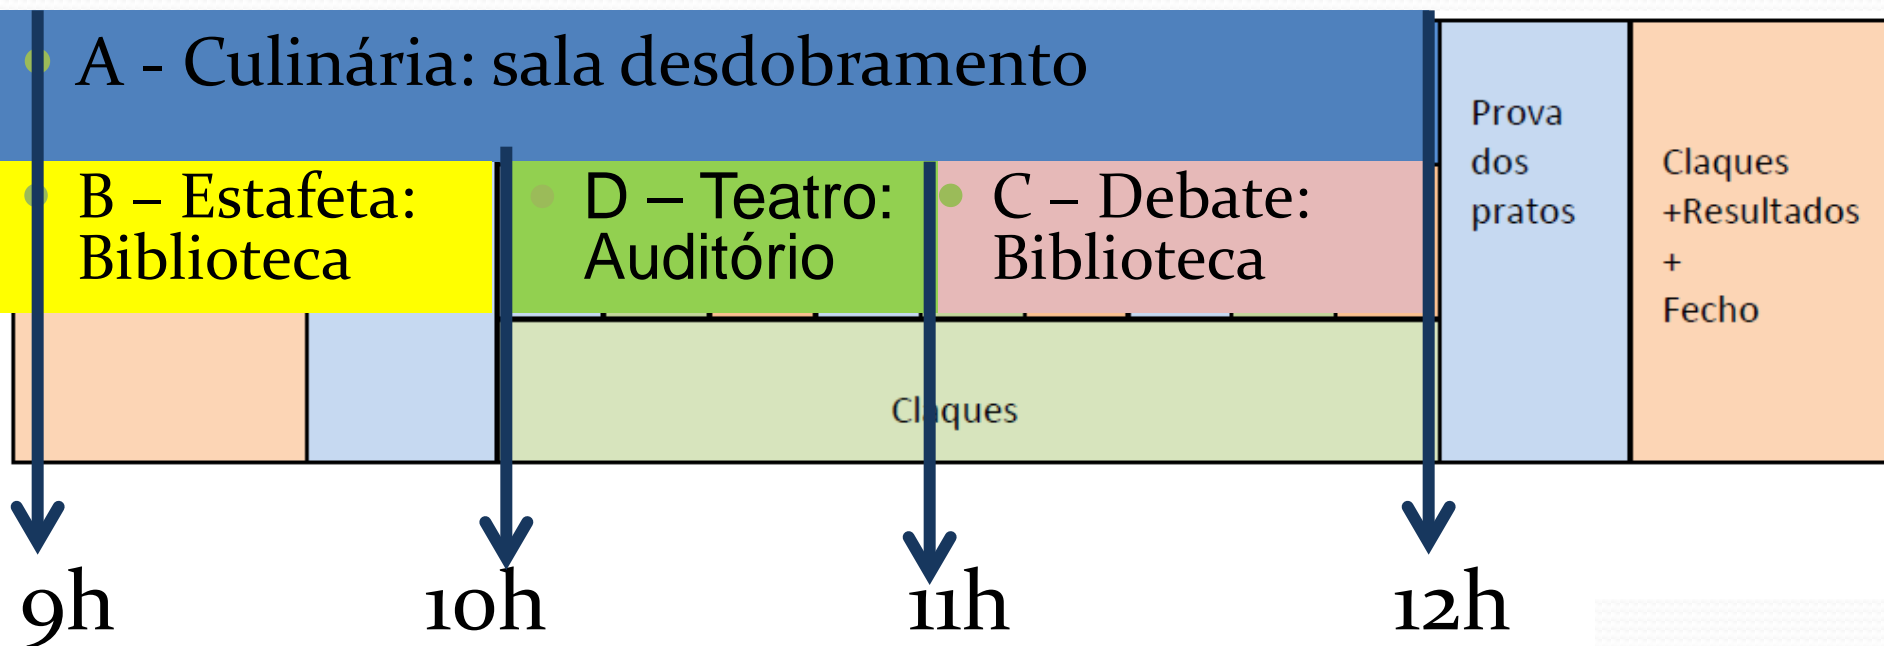 A - Culinária: sala desdobramento
B – Estafeta:
Biblioteca
D – Teatro:
Auditório
C – Debate:
Biblioteca
Prova
dos
pratos
Claques
+Resultados
+
Fecho
Claques
9h
10h
11h
12h